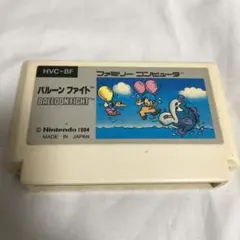 HVC-BF
ファミリー コンピュータ
バルーン ファイト
BALLOON FIGHT
© Nintendo 1984
MADE IN JAPAN